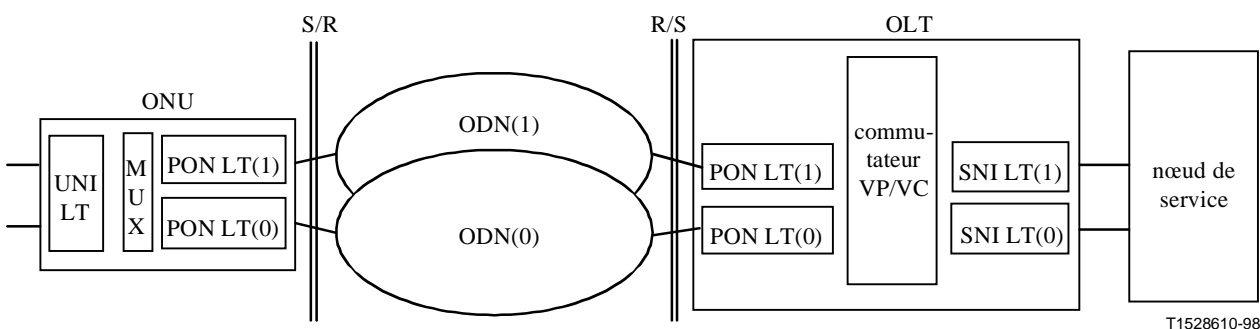 S/R
R/S
OLT
ONU
UNI
LT
M
U
X
PON LT(1)
PON LT(0)
ODN(1)
ODN(0)
PON LT(1)
PON LT(0)
commu-
tateur
VP/VC
SNI LT(1)
SNI LT(0)
nœud de
service
T1528610-98